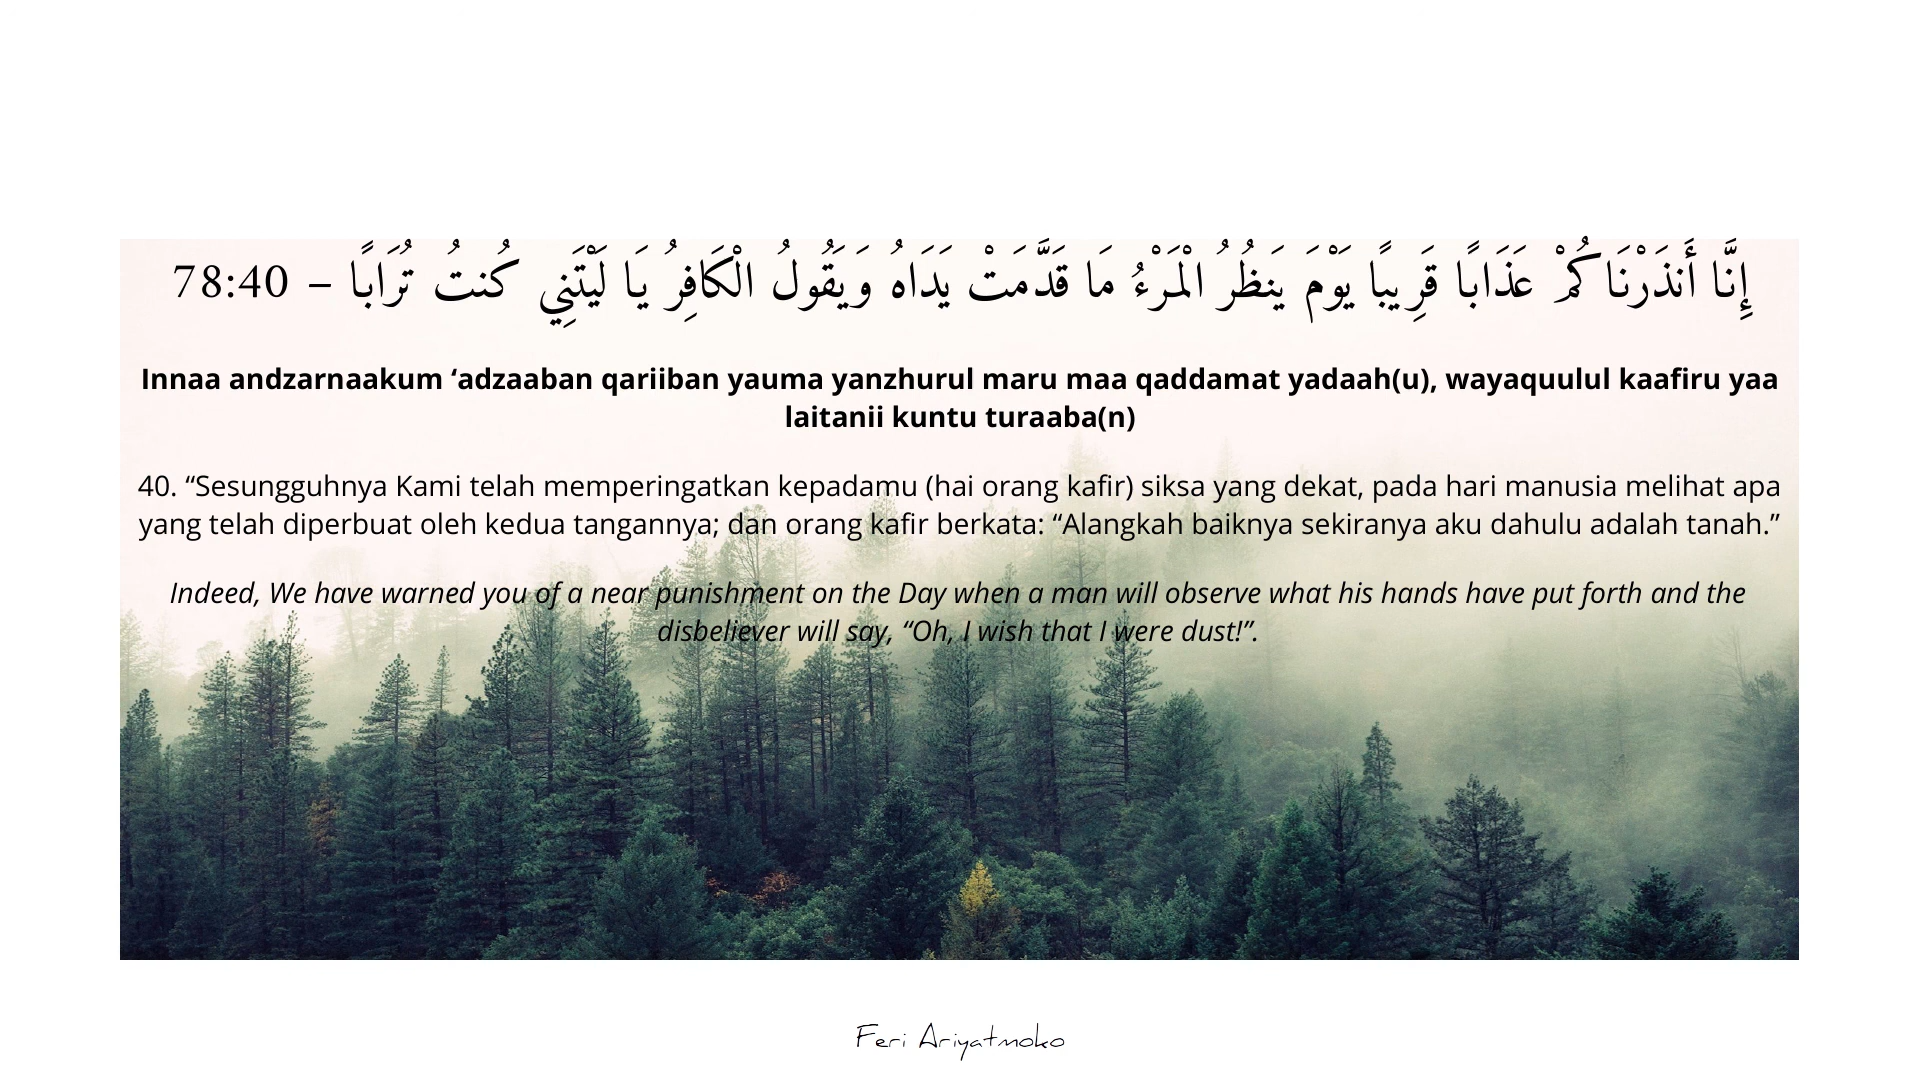 إِنَّا أَنذَرْنَاكُمْ عَذَابًا قَرِيبًا يَوْمَ يَنظُرُ الْمَرْءُ مَا قَدَّمَتْ يَدَاهُ وَيَقُولُ الْكَافِرُ يَا لَيْتَنِي كُنتُ تُرَابًا – 78:40
Innaa andzarnaakum ‘adzaaban qariiban yauma yanzhurul maru maa qaddamat yadaah(u), wayaquulul kaafiru yaa
laitanii kuntu turaaba(n)
40. “Sesungguhnya Kami telah memperingatkan kepadamu (hai orang kafir) siksa yang dekat, pada hari manusia melihat apa
yang telah diperbuat oleh kedua tangannya; dan orang kafir berkata: “Alangkah baiknya sekiranya aku dahulu adalah tanah.”
Indeed, We have warned you of a near punishment on the Day when a man will observe what his hands have put forth and the
disbeliever will say, “Oh, I wish that I were dust!”.
Feri Ariyatmoko